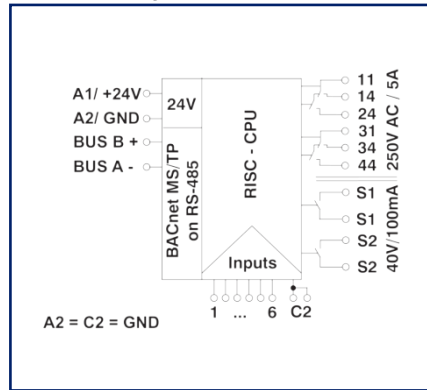 A1/ +24V
A2/ GND
BUS B +
BUS A -
24V
BACnet MS/TP
on RS-485
RISC - CPU
Inputs
11
14
24
31
34
44
250V AC / 5A
S1
S1
S2
S2
40V/100mA
1 ... 6 C2
A2 = C2 = GND